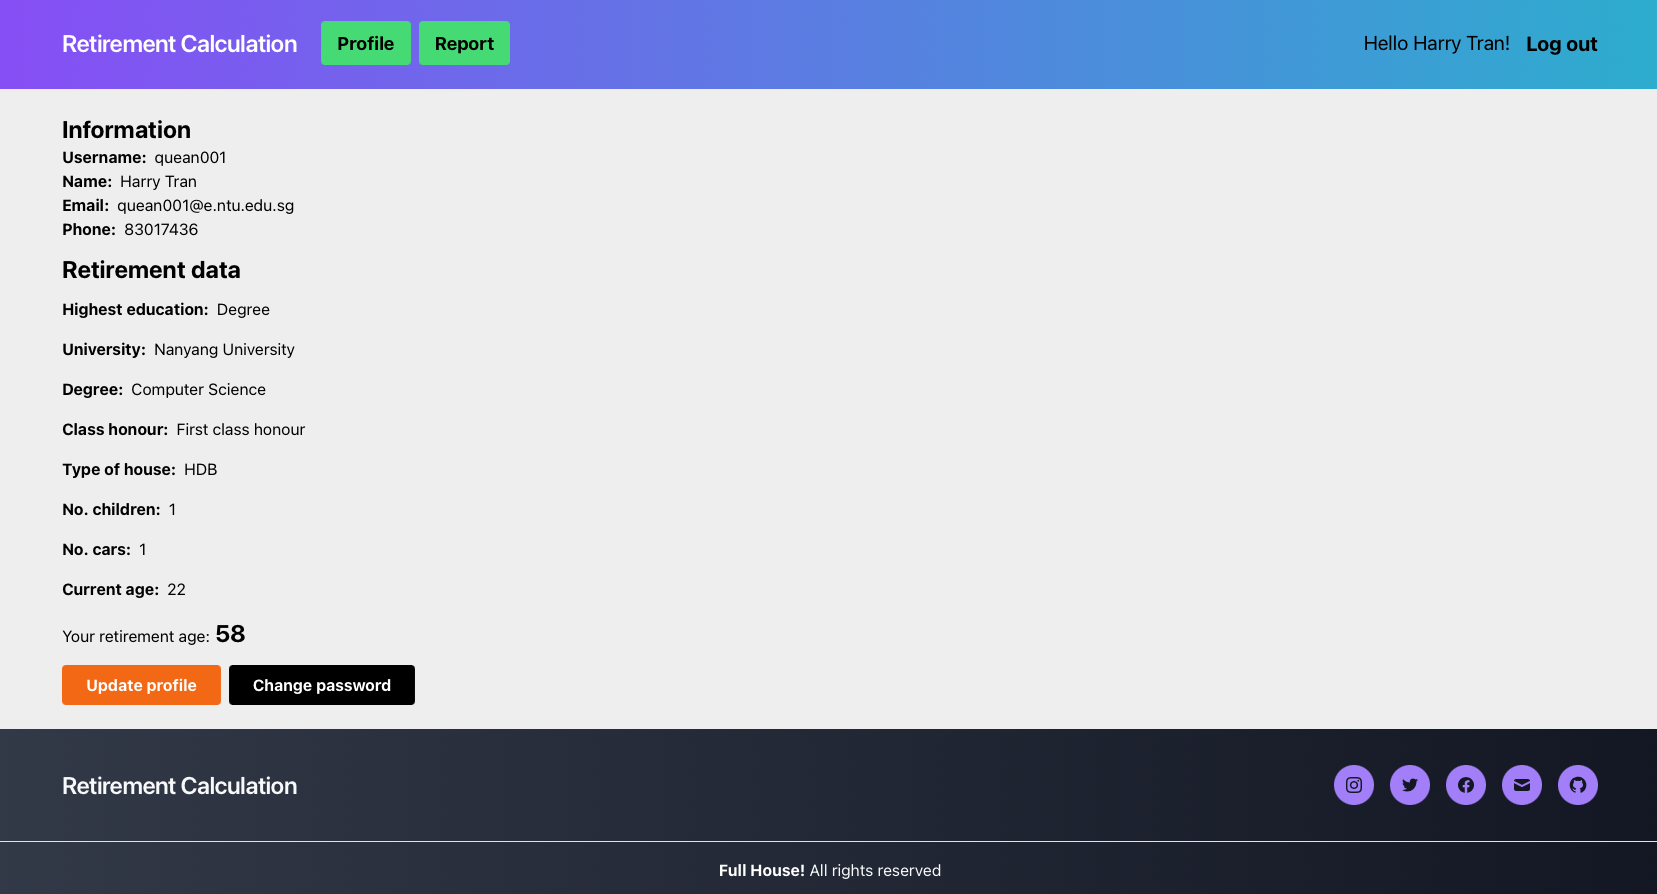 Retirement Calculation Profile Report Hello Harry Tran! Log out
Information
Username: quean001
Name: Harry Tran
Email: quean001@e.ntu.edu.sg
Phone: 83017436
Retirement data
Highest education: Degree
University: Nanyang University
Degree: Computer Science
Class honour: First class honour
Type of house: HDB
No. children: 1
No. cars: 1
Current age: 22
Your retirement age: 58
Update profile Change password
Retirement Calculation
Full House! All rights reserved